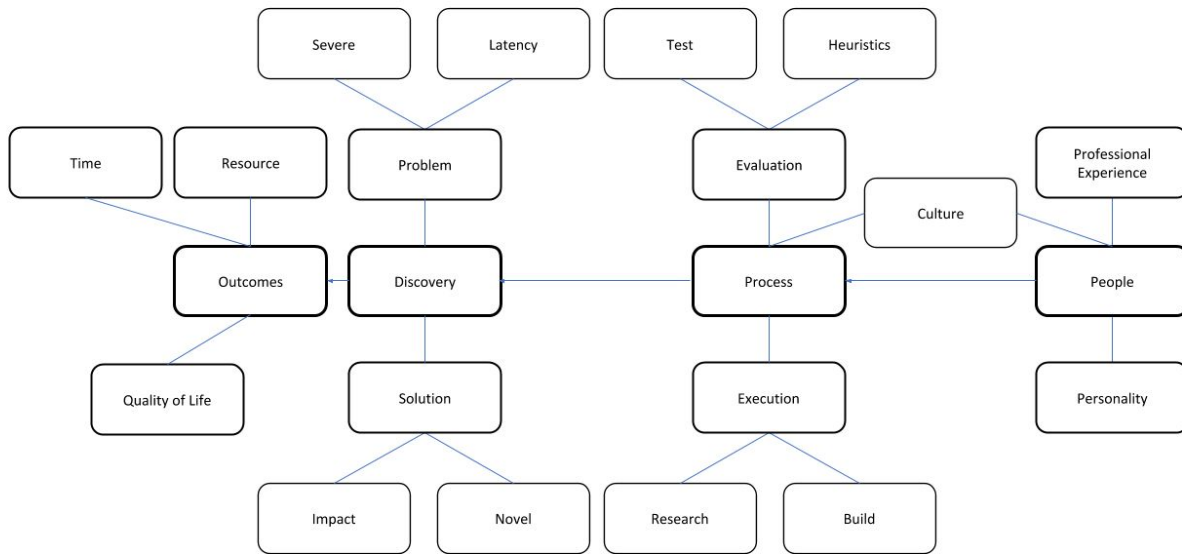 Severe
Latency
Test
Heuristics
Time
Resource
Problem
Evaluation
Professional
Experience
Culture
Outcomes
Discovery
Process
People
Quality of Life
Solution
Execution
Personality
Impact
Novel
Research
Build